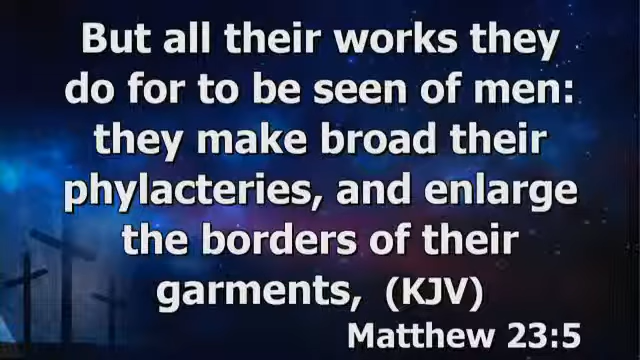 But all their works they
do for to be seen of men:
they make broad their
phylacteries, and enlarge
the borders of their
garments, (KJV)
Matthew 23:5